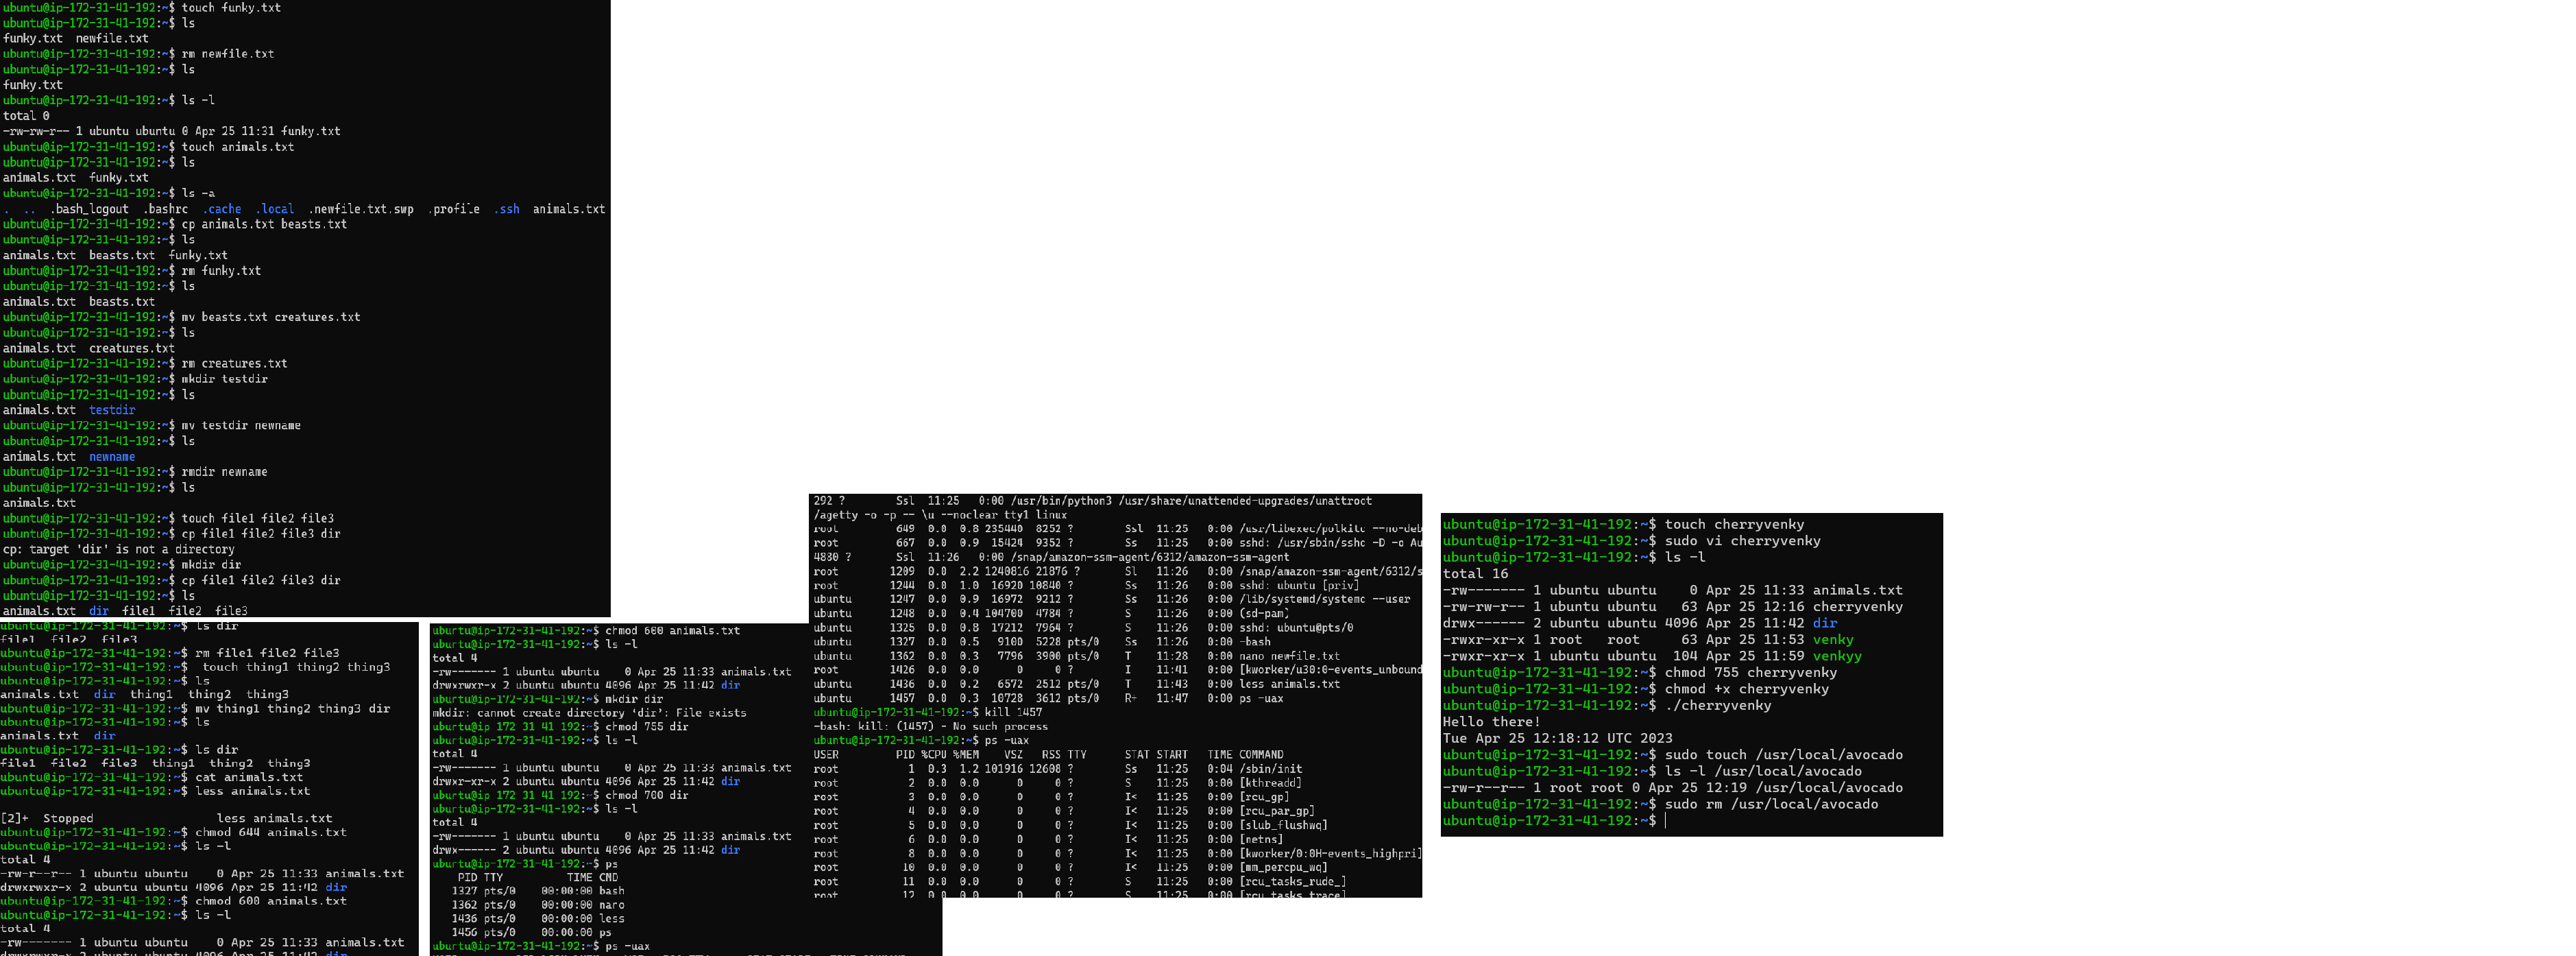 ubuntu@ip-172-31-41-192:~$ touch funky.txt
ubuntu@ip-172-31-41-192:~$ ls
funky.txt  newfile.txt
ubuntu@ip-172-31-41-192:~$ rm newfile.txt
ubuntu@ip-172-31-41-192:~$ ls
funky.txt
ubuntu@ip-172-31-41-192:~$ ls -l
total 0
-rw-rw-r-- 1 ubuntu ubuntu 0 Apr 25 11:31 funky.txt
ubuntu@ip-172-31-41-192:~$ touch animals.txt
ubuntu@ip-172-31-41-192:~$ ls
animals.txt  funky.txt
ubuntu@ip-172-31-41-192:~$ ls -a
.  ..  .bash_logout  .bashrc  .cache  .local  .newfile.txt.swp  .profile  .ssh  animals.txt
ubuntu@ip-172-31-41-192:~$ cp animals.txt beasts.txt
ubuntu@ip-172-31-41-192:~$ ls
animals.txt  beasts.txt  funky.txt
ubuntu@ip-172-31-41-192:~$ rm funky.txt
ubuntu@ip-172-31-41-192:~$ ls
animals.txt  beasts.txt
ubuntu@ip-172-31-41-192:~$ mv beasts.txt creatures.txt
ubuntu@ip-172-31-41-192:~$ ls
animals.txt  creatures.txt
ubuntu@ip-172-31-41-192:~$ rm creatures.txt
ubuntu@ip-172-31-41-192:~$ mkdir testdir
ubuntu@ip-172-31-41-192:~$ ls
animals.txt  testdir
ubuntu@ip-172-31-41-192:~$ mv testdir newname
ubuntu@ip-172-31-41-192:~$ ls
animals.txt  newname
ubuntu@ip-172-31-41-192:~$ rmdir newname
ubuntu@ip-172-31-41-192:~$ ls
animals.txt
ubuntu@ip-172-31-41-192:~$ touch file1 file2 file3
ubuntu@ip-172-31-41-192:~$ cp file1 file2 file3 dir
cp: target 'dir' is not a directory
ubuntu@ip-172-31-41-192:~$ mkdir dir
ubuntu@ip-172-31-41-192:~$ cp file1 file2 file3 dir
ubuntu@ip-172-31-41-192:~$ ls
animals.txt  dir  file1  file2  file3
ubuntu@ip-172-31-41-192:~$ ls dir
file1  file2  file3
ubuntu@ip-172-31-41-192:~$ rm file1 file2 file3
ubuntu@ip-172-31-41-192:~$  touch thing1 thing2 thing3
ubuntu@ip-172-31-41-192:~$ ls
animals.txt  dir  thing1  thing2  thing3
ubuntu@ip-172-31-41-192:~$ mv thing1 thing2 thing3 dir
ubuntu@ip-172-31-41-192:~$ ls
animals.txt  dir
ubuntu@ip-172-31-41-192:~$ ls dir
file1  file2  file3  thing1  thing2  thing3
ubuntu@ip-172-31-41-192:~$ cat animals.txt
ubuntu@ip-172-31-41-192:~$ less animals.txt
[2]+  Stopped                 less animals.txt
ubuntu@ip-172-31-41-192:~$ chmod 644 animals.txt
ubuntu@ip-172-31-41-192:~$ ls -l
total 4
-rw-r--r-- 1 ubuntu ubuntu    0 Apr 25 11:33 animals.txt
drwxrwxr-x 2 ubuntu ubuntu 4096 Apr 25 11:42 dir
ubuntu@ip-172-31-41-192:~$ chmod 600 animals.txt
ubuntu@ip-172-31-41-192:~$ ls -l
total 4
-rw------- 1 ubuntu ubuntu    0 Apr 25 11:33 animals.txt
drwxrwxr-x 2 ubuntu ubuntu 4096 Apr 25 11:42 dir
ubuntu@ip-172-31-41-192:~$ chmod 600 animals.txt
ubuntu@ip-172-31-41-192:~$ ls -l
total 4
-rw------- 1 ubuntu ubuntu    0 Apr 25 11:33 animals.txt
drwxrwxr-x 2 ubuntu ubuntu 4096 Apr 25 11:42 dir
ubuntu@ip-172-31-41-192:~$ mkdir dir
mkdir: cannot create directory ‘dir’: File exists
ubuntu@ip-172-31-41-192:~$ chmod 755 dir
ubuntu@ip-172-31-41-192:~$ ls -l
total 4
-rw------- 1 ubuntu ubuntu    0 Apr 25 11:33 animals.txt
drwxr-xr-x 2 ubuntu ubuntu 4096 Apr 25 11:42 dir
ubuntu@ip-172-31-41-192:~$ chmod 700 dir
ubuntu@ip-172-31-41-192:~$ ls -l
total 4
-rw------- 1 ubuntu ubuntu    0 Apr 25 11:33 animals.txt
drwx------ 2 ubuntu ubuntu 4096 Apr 25 11:42 dir
ubuntu@ip-172-31-41-192:~$ ps
PID TTY          TIME CMD
1327 pts/0    00:00:00 bash
1362 pts/0    00:00:00 nano
1436 pts/0    00:00:00 less
1456 pts/0    00:00:00 ps
ubuntu@ip-172-31-41-192:~$ ps -uax
292 ?        Ssl  11:25   0:00 /usr/bin/python3 /usr/share/unattended-upgrades/unattroct
/agetty -o -p -- \u --noclear tty1 linux
root         649  0.0  0.8 235440  8252 ?        Ssl  11:25   0:00 /usr/libexec/polkitd --no-deb
root         667  0.0  0.9  15424  9352 ?        Ss   11:25   0:00 sshd: /usr/sbin/sshd -D -o Au
4880 ?       Ssl  11:26   0:00 /snap/amazon-ssm-agent/6312/amazon-ssm-agent
root        1209  0.0  2.2 1240816 21876 ?       Sl   11:26   0:00 /snap/amazon-ssm-agent/6312/s
root        1244  0.0  1.0  16920 10840 ?        Ss   11:26   0:00 sshd: ubuntu [priv]
ubuntu      1247  0.0  0.9  16972  9212 ?        Ss   11:26   0:00 /lib/systemd/systemd --user
ubuntu      1248  0.0  0.4 104700  4784 ?        S    11:26   0:00 (sd-pam)
ubuntu      1325  0.0  0.8  17212  7964 ?        S    11:26   0:00 sshd: ubuntu@pts/0
ubuntu      1327  0.0  0.5   9100  5228 pts/0    Ss   11:26   0:00 -bash
ubuntu      1362  0.0  0.3   7796  3900 pts/0    T    11:28   0:00 nano newfile.txt
root        1426  0.0  0.0      0     0 ?        I    11:41   0:00 [kworker/u30:0-events_unbound
ubuntu      1436  0.0  0.2   6572  2512 pts/0    T    11:43   0:00 less animals.txt
ubuntu      1457  0.0  0.3  10728  3612 pts/0    R+   11:47   0:00 ps -uax
ubuntu@ip-172-31-41-192:~$ kill 1457
-bash: kill: (1457) - No such process
ubuntu@ip-172-31-41-192:~$ ps -uax
USER         PID %CPU %MEM    VSZ   RSS TTY      STAT START   TIME COMMAND
root           1  0.3  1.2 101916 12608 ?        Ss   11:25   0:04 /sbin/init
root           2  0.0  0.0      0     0 ?        S    11:25   0:00 [kthreadd]
root           3  0.0  0.0      0     0 ?        I<   11:25   0:00 [rcu_gp]
root           4  0.0  0.0      0     0 ?        I<   11:25   0:00 [rcu_par_gp]
root           5  0.0  0.0      0     0 ?        I<   11:25   0:00 [slub_flushwq]
root           6  0.0  0.0      0     0 ?        I<   11:25   0:00 [netns]
root           8  0.0  0.0      0     0 ?        I<   11:25   0:00 [kworker/0:0H-events_highpri]
root          10  0.0  0.0      0     0 ?        I<   11:25   0:00 [mm_percpu_wq]
root          11  0.0  0.0      0     0 ?        S    11:25   0:00 [rcu_tasks_rude_]
root          12  0.0  0.0      0     0 ?        S    11:25   0:00 [rcu_tasks_trace]
ubuntu@ip-172-31-41-192:~$ touch cherryvenky
ubuntu@ip-172-31-41-192:~$ sudo vi cherryvenky
ubuntu@ip-172-31-41-192:~$ ls -l
total 16
-rw------- 1 ubuntu ubuntu    0 Apr 25 11:33 animals.txt
-rw-rw-r-- 1 ubuntu ubuntu   63 Apr 25 12:16 cherryvenky
drwx------ 2 ubuntu ubuntu 4096 Apr 25 11:42 dir
-rwxr-xr-x 1 root   root     63 Apr 25 11:53 venky
-rwxr-xr-x 1 ubuntu ubuntu  104 Apr 25 11:59 venkyy
ubuntu@ip-172-31-41-192:~$ chmod 755 cherryvenky
ubuntu@ip-172-31-41-192:~$ chmod +x cherryvenky
ubuntu@ip-172-31-41-192:~$ ./cherryvenky
Hello there!
Tue Apr 25 12:18:12 UTC 2023
ubuntu@ip-172-31-41-192:~$ sudo touch /usr/local/avocado
ubuntu@ip-172-31-41-192:~$ ls -l /usr/local/avocado
-rw-r--r-- 1 root root 0 Apr 25 12:19 /usr/local/avocado
ubuntu@ip-172-31-41-192:~$ sudo rm /usr/local/avocado
ubuntu@ip-172-31-41-192:~$